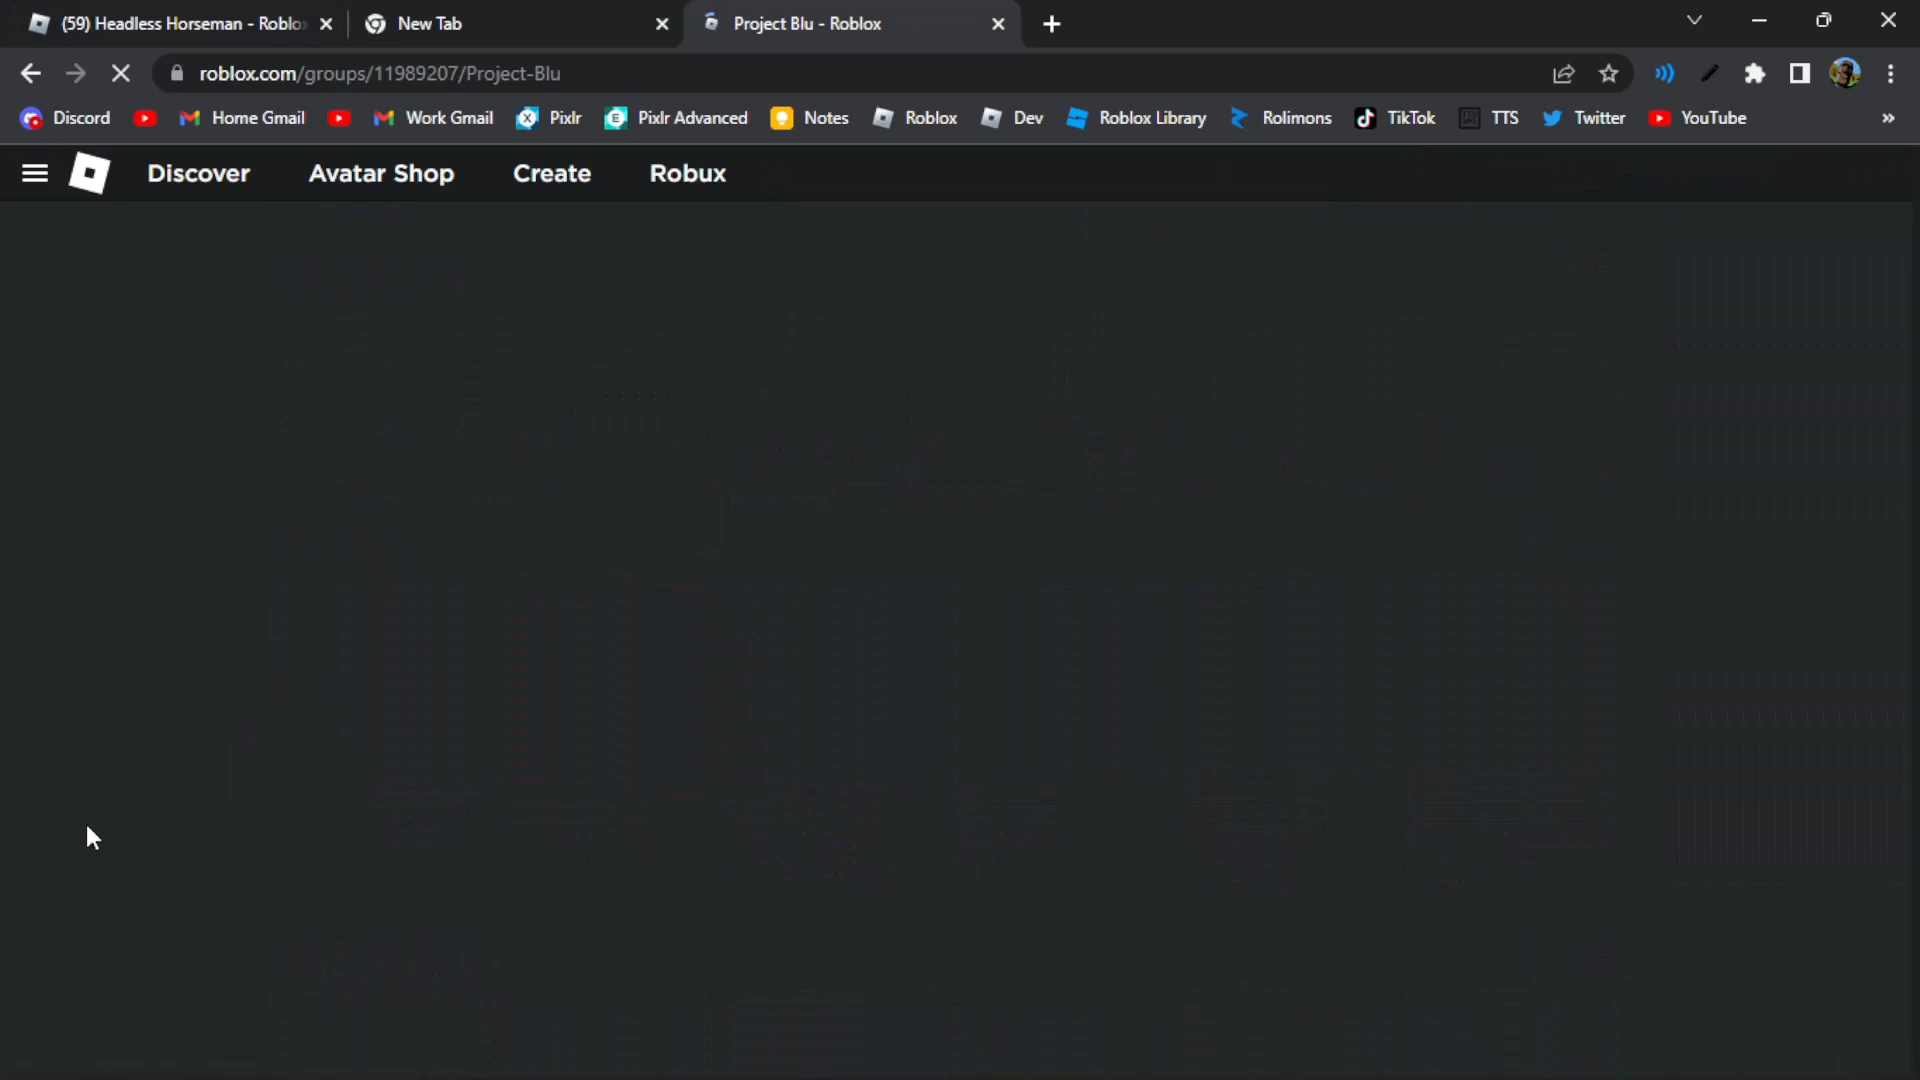 (59) Headless Horseman - Roblo
New Tab
Project Blu - Roblox
roblox.com/groups/11989207/Project-Blu
Discord Home Gmail Work Gmail Pixlr Pixlr Advanced Notes Roblox Dev Roblox Library Rolimons TikTok TTS Twitter YouTube »
Discover Avatar Shop Create Robux